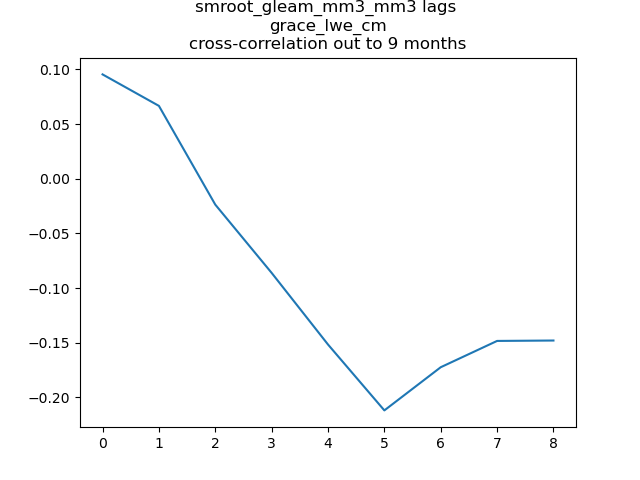 smroot_gleam_mm3_mm3 lags
grace_lwe_cm
cross-correlation out to 9 months
0.10
0.05
0.00
−0.05
−0.10
−0.15
−0.20
0 1 2 3 4 5 6 7 8